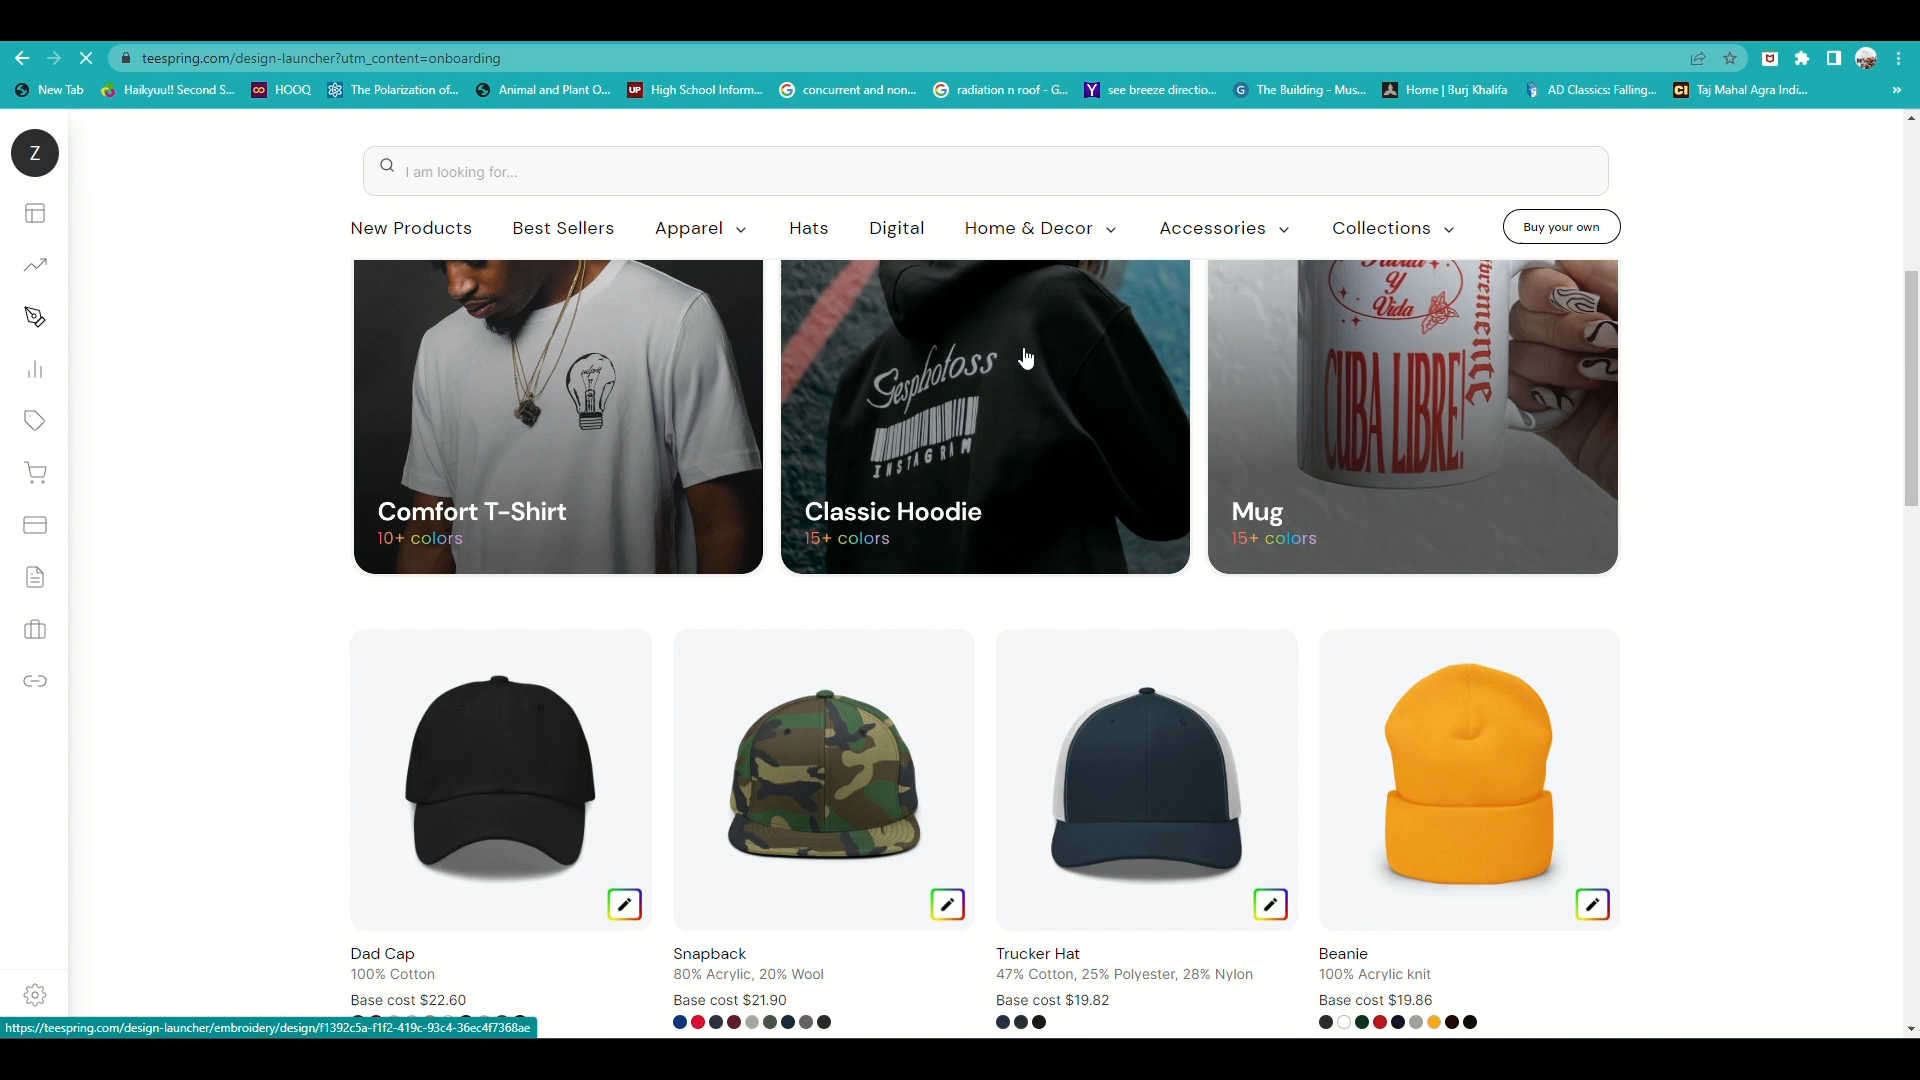 teespring.com/design-launcher?utm_content=onboarding
New Tab
Haikyuu!! Second S...
HOOQ
The Polarization of...
Animal and Plant O...
UP
High School Inform...
concurrent and non...
radiation n roof - G...
see breeze directio...
The Building - Mus...
Home | Burj Khalifa
AD Classics: Falling...
CI
Taj Mahal Agra Indi...
Z
I am looking for...
New Products
Best Sellers
Apparel
Hats
Digital
Home & Decor
Accessories
Collections
Buy your own
Comfort T-Shirt
10+ colors
Gesphotoss
INSTAGRAM
Classic Hoodie
15+ colors
Y
Vida
CUBA LIBRE!
Mug
15+ colors
Dad Cap
100% Cotton
Base cost $22.60
Snapback
80% Acrylic, 20% Wool
Base cost $21.90
Trucker Hat
47% Cotton, 25% Polyester, 28% Nylon
Base cost $19.82
Beanie
100% Acrylic knit
Base cost $19.86
https://teespring.com/design-launcher/embroidery/design/f1392c5a-f1f2-419c-93c4-36ec4f7368ae